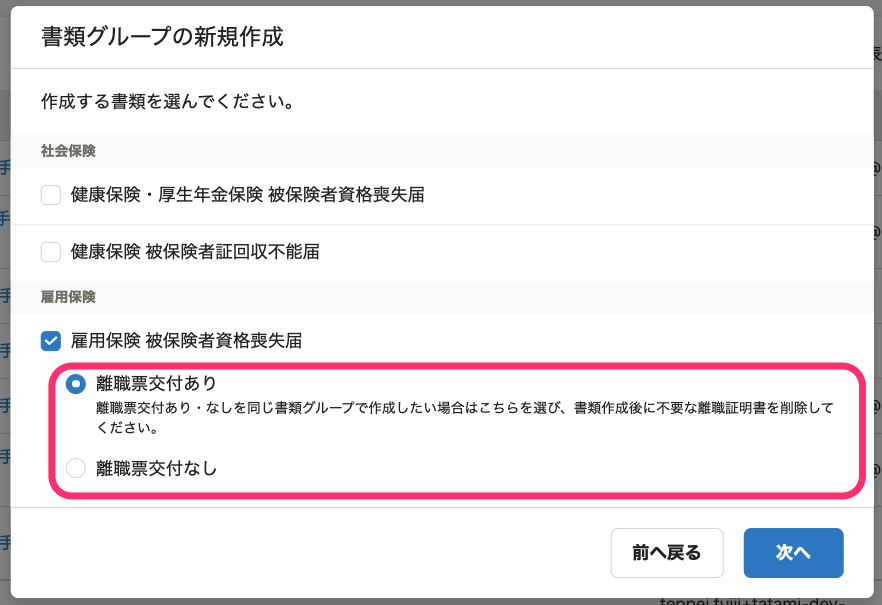 書類グループの新規作成
作成する書類を選んでください。
社会保険
健康保険・厚生年金保険 被保険者資格喪失届
健康保険 被保険者証回収不能届
雇用保険
雇用保険 被保険者資格喪失届
離職票交付あり
離職票交付あり・なしを同じ書類グループで作成したい場合はこちらを選び、書類作成後に不要な離職証明書を削除して
ください。
離職票交付なし
前へ戻る
次へ